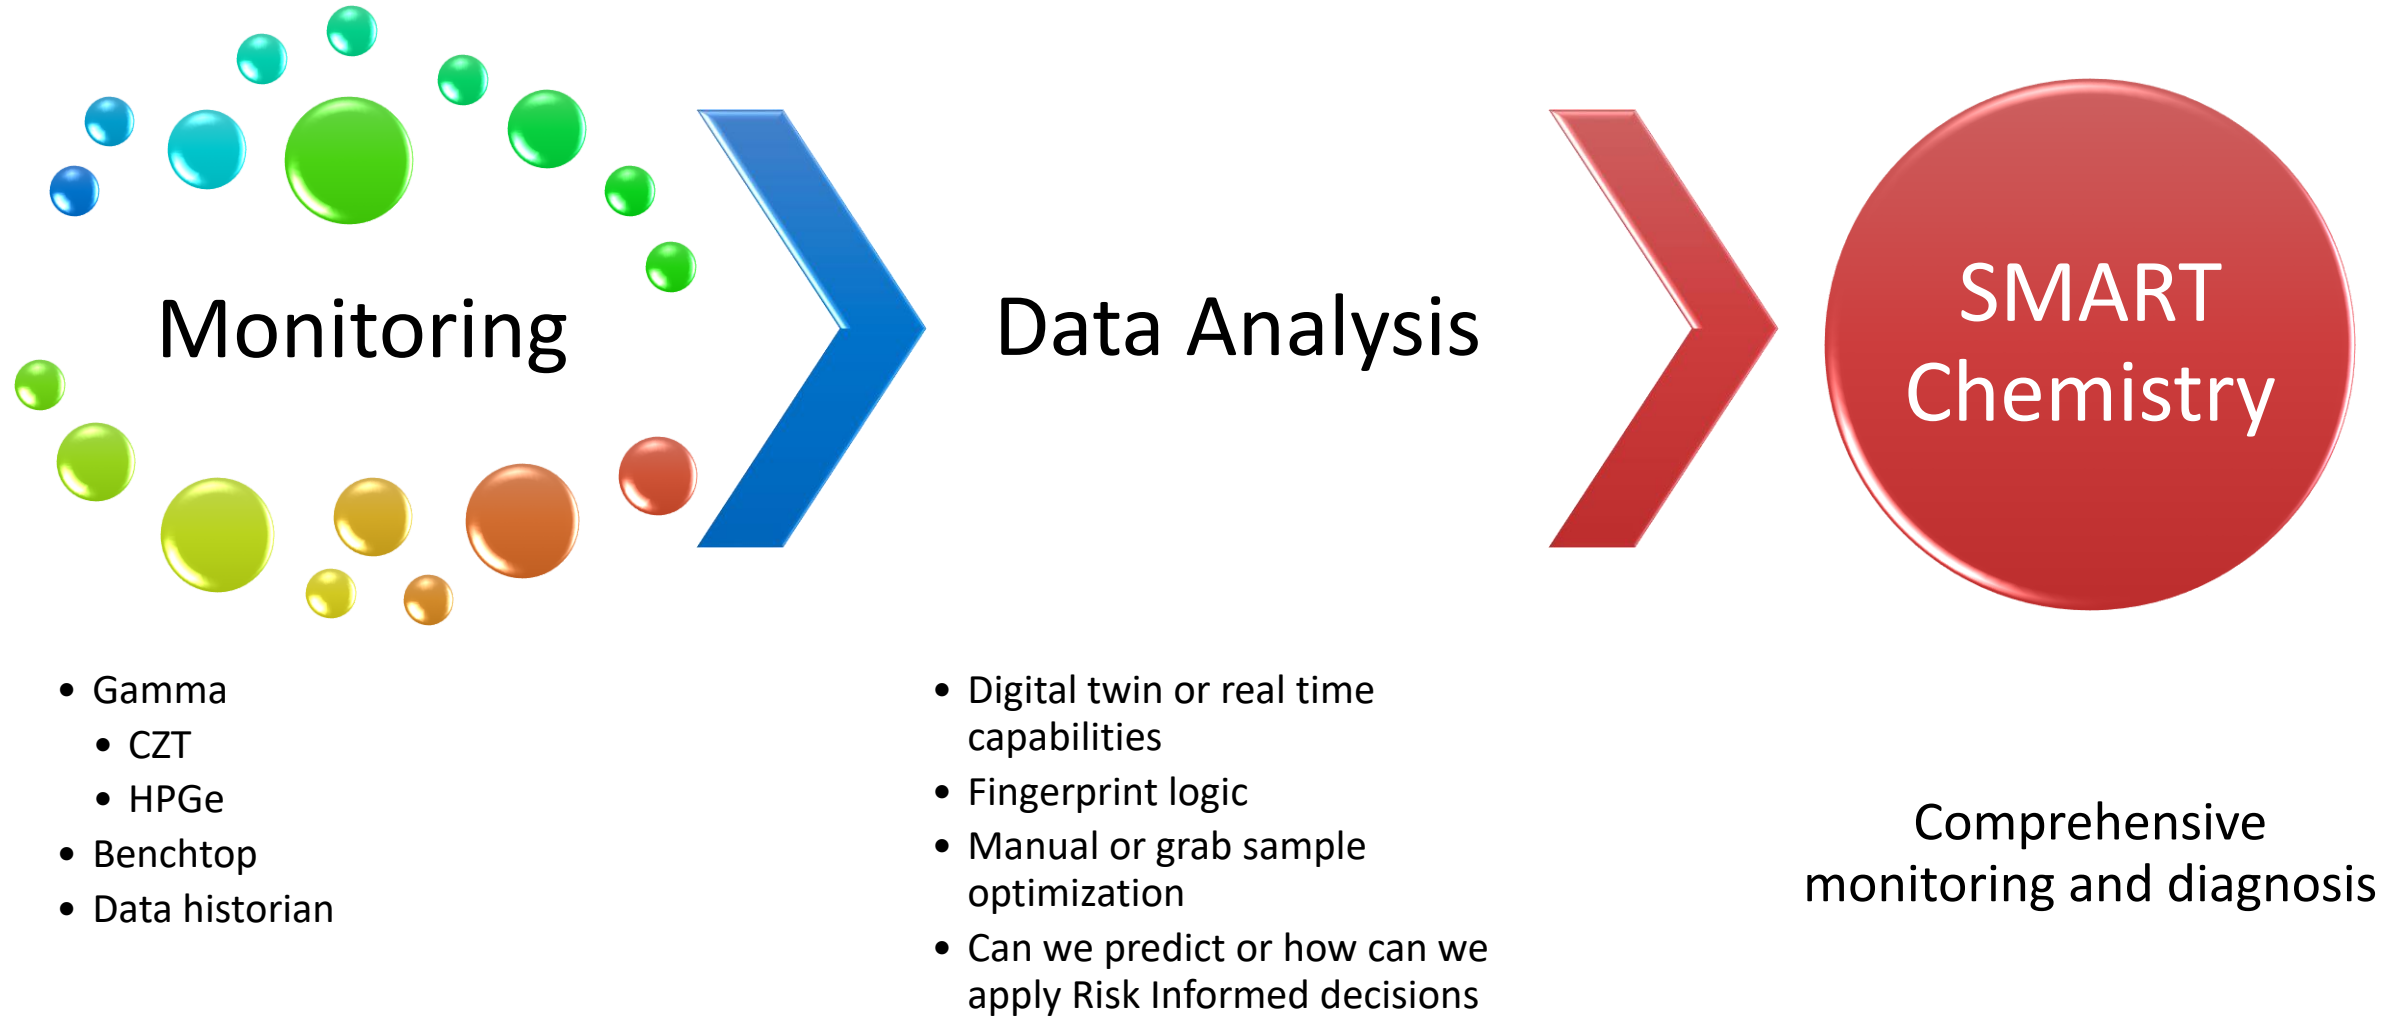 Monitoring
Data Analysis
SMART
Chemistry
• Gamma
• CZT
• HPGe
• Benchtop
• Data historian
• Digital twin or real time
capabilities
• Fingerprint logic
• Manual or grab sample
optimization
• Can we predict or how can we
apply Risk Informed decisions
Comprehensive
monitoring and diagnosis